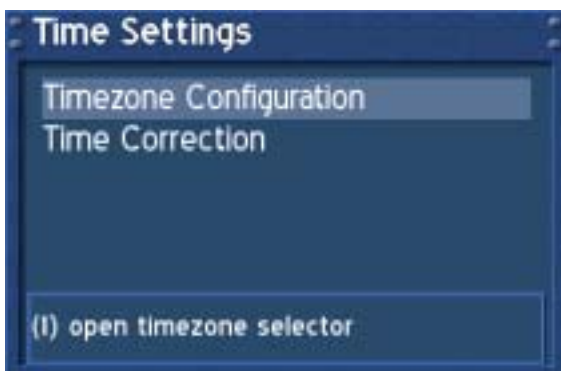 Time Settings
Timezone Configuration
Time Correction
(I) open timezone selector